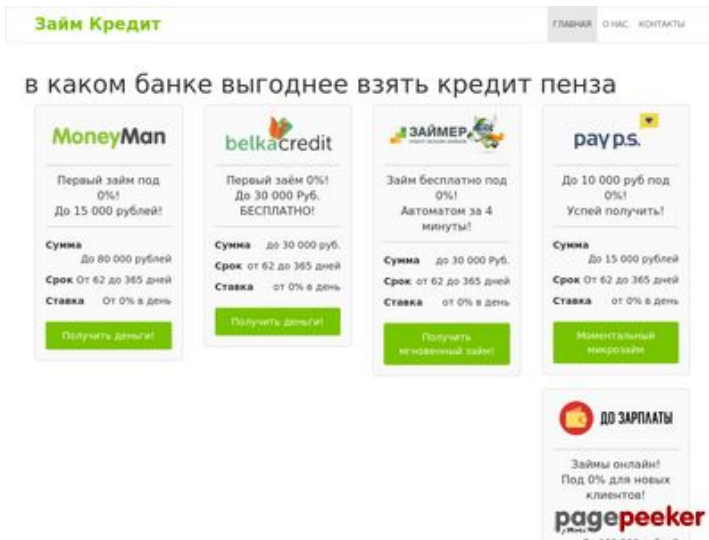 Займ Кредит
ГЛАВНАЯ О НАС КОНТАКТЫ
в каком банке выгоднее взять кредит пенза
MoneyMan
Первый займ под
0%!
До 15 000 рублей!
Сумма
До 80 000 рублей
Срок От 62 до 365 дней
Ставка От 0% в день
Получить деньги!
belkacredit
Первый заём 0%!
До 30 000 Руб.
БЕСПЛАТНО!
Сумма до 30 000 руб.
Срок от 62 до 365 дней
Ставка от 0% в день
Получить деньги!
ЗАЙМЕР
Займ бесплатно под
0%!
Автоматом за 4
минуты!
Сумма до 30 000 Руб.
Срок от 62 до 365 дней
Ставка от 0% в день
Получить
мгновенный займ!
pay p.s.
До 10 000 руб под
0%!
Успей получить!
Сумма
До 15 000 рублей
Срок От 62 до 365 дней
Ставка От 0% в день
Моментальный
микрозайм
ДО ЗАРПЛАТЫ
Займы онлайн!
Под 0% для новых
клиентов!
pagepeeker